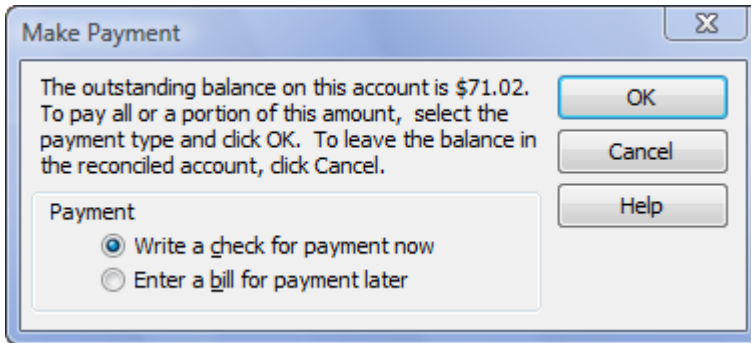 Make Payment
The outstanding balance on this account is $71.02.
To pay all or a portion of this amount, select the
payment type and click OK. To leave the balance in
the reconciled account, click Cancel.
OK
Cancel
Help
Payment
Write a check for payment now
Enter a bill for payment later